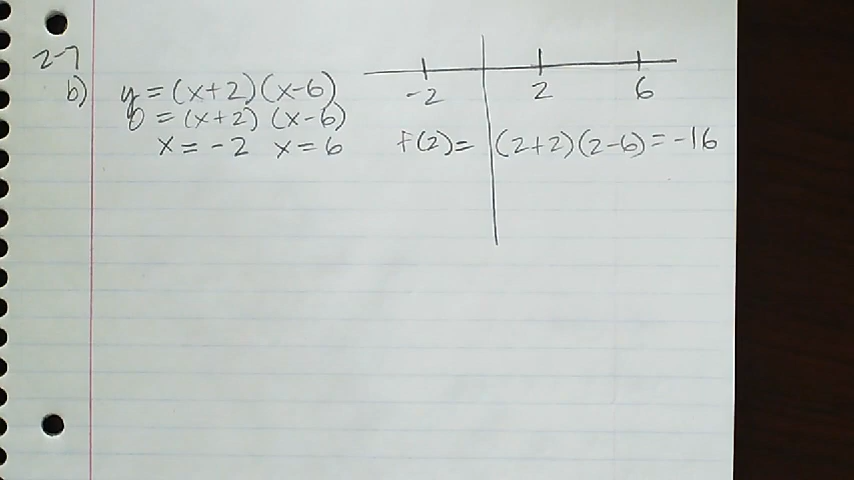 2-7
b) y = (x+2)(x-6)
0 = (x+2) (x-6)
x = -2 x = 6
-2 2 6
f(2) = (2+2)(2-6) = -16